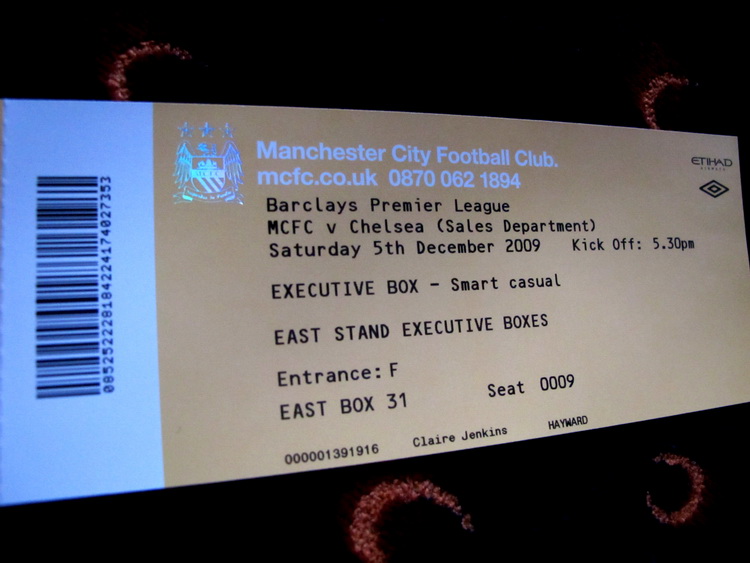 Manchester City Football Club.
mcfc.co.uk 0870 062 1894
ETIHAD
AIRWAYS
MCFC
Barclays Premier League
MCFC v Chelsea (Sales Department)
Saturday 5th December 2009 Kick Off: 5.30pm
EXECUTIVE BOX - Smart casual
EAST STAND EXECUTIVE BOXES
Entrance: F
EAST BOX 31 Seat 0009
000001391916 Claire Jenkins HAYWARD
085252228184224174027353